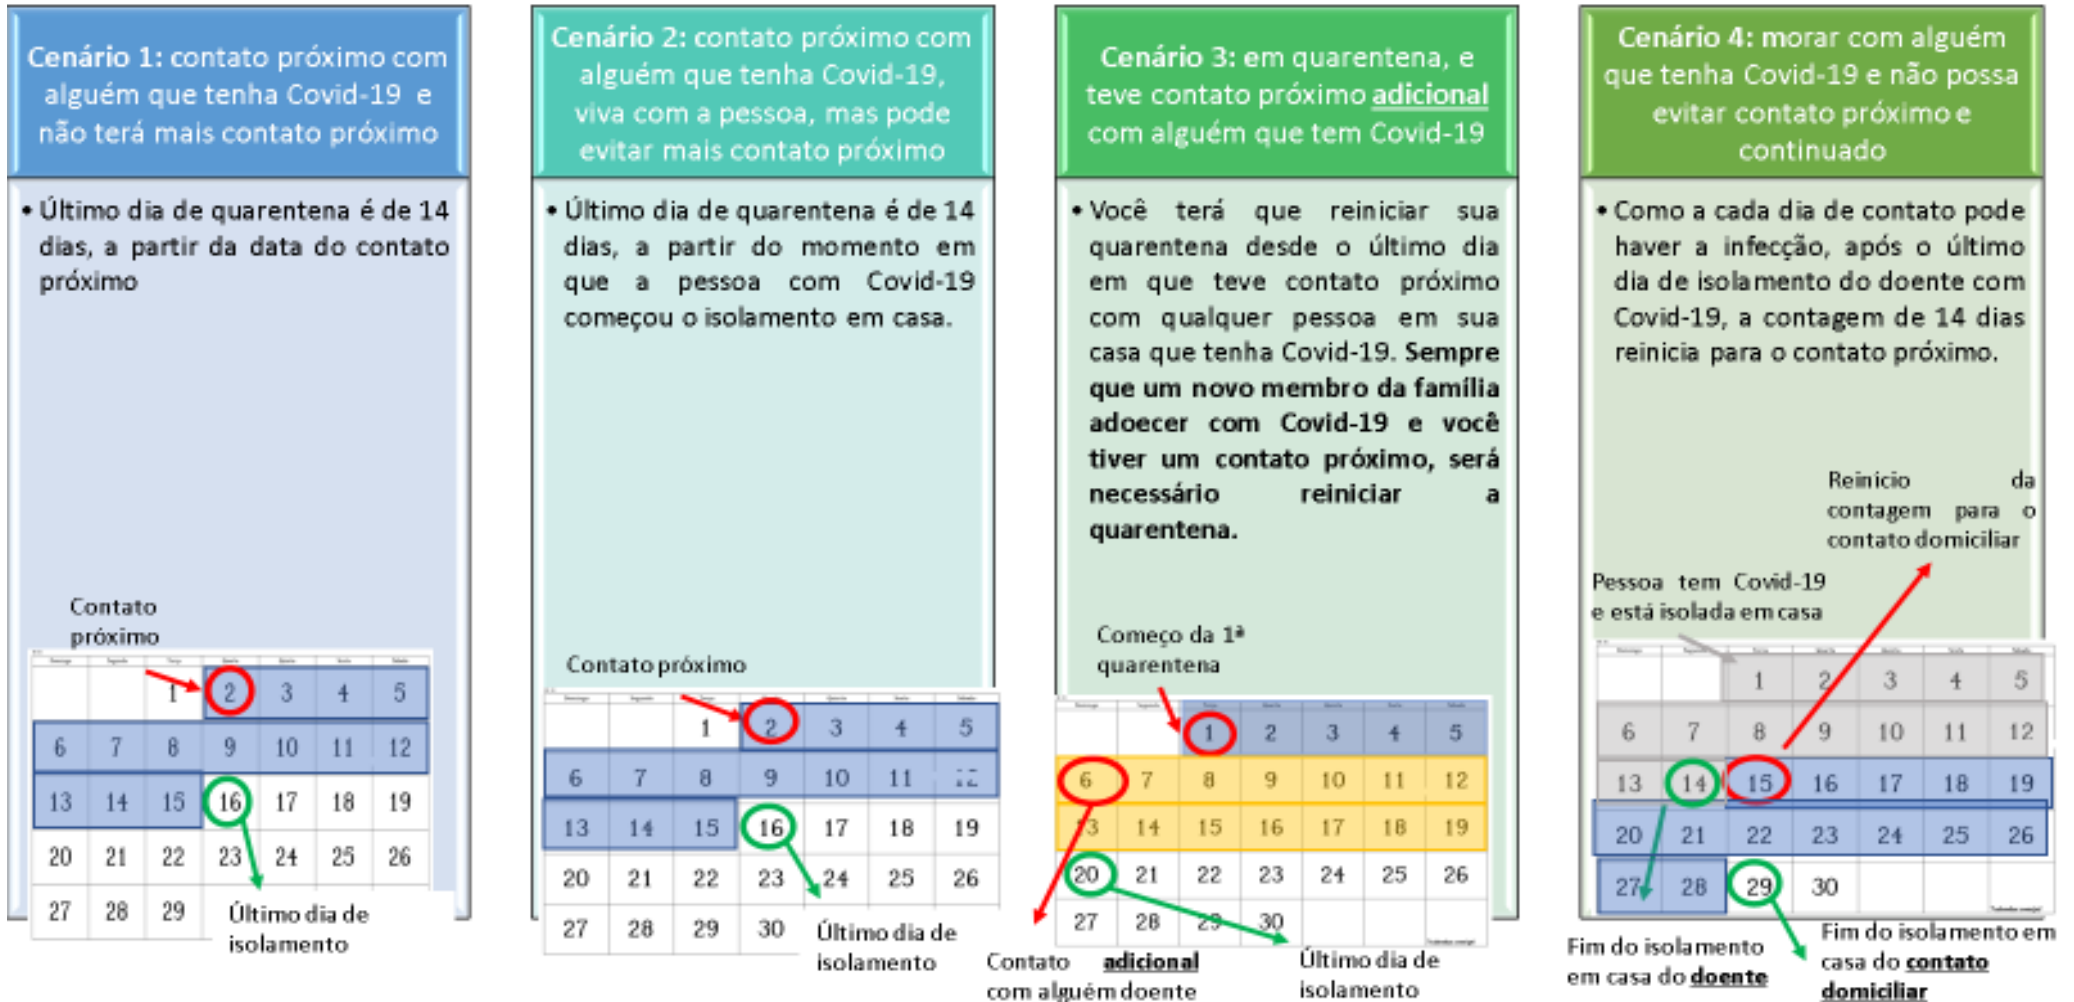 Cenário 1: contato próximo com
alguém que tenha Covid-19 e
não terá mais contato próximo
• Último dia de quarentena é de 14
dias, a partir da data do contato
próximo
Contato
próximo
1 2 3 4 5
6 7 8 9 10 11 12
13 14 15 16 17 18 19
20 21 22 23 24 25 26
27 28 29
Último dia de
isolamento
Cenário 2: contato próximo com
alguém que tenha Covid-19,
viva com a pessoa, mas pode
evitar mais contato próximo
• Último dia de quarentena é de 14
dias, a partir do momento em
que a pessoa com Covid-19
começou o isolamento em casa.
Contato próximo
1 2 3 4 5
6 7 8 9 10 11
13 14 15 16 17 18 19
20 21 22 23 24 25 26
27 28 29 30
Último dia de
isolamento
Cenário 3: em quarentena, e
teve contato próximo adicional
com alguém que tem Covid-19
• Você terá que reiniciar sua
quarentena desde o último dia
em que teve contato próximo
com qualquer pessoa em sua
casa que tenha Covid-19. Sempre
que um novo membro da família
adoecer com Covid-19 e você
tiver um contato próximo, será
necessário reiniciar a
quarentena.
Começo da 1ª
quarentena
1 2 3 4 5
6 7 8 9 10 11 12
13 14 15 16 17 18 19
20 21 22 23 24 25 26
27 28 29 30
Contato adicional
com alguém doente
Último dia de
isolamento
Cenário 4: morar com alguém
que tenha Covid-19 e não possa
evitar contato próximo e
continuado
• Como a cada dia de contato pode
haver a infecção, após o último
dia de isolamento do doente com
Covid-19, a contagem de 14 dias
reinicia para o contato próximo.
Reinício da
contagem para o
contato domiciliar
Pessoa tem Covid-19
e está isolada em casa
1 2 3 4 5
6 7 8 9 10 11 12
13 14 15 16 17 18 19
20 21 22 23 24 25 26
27 28 29 30
Fim do isolamento
em casa do doente
Fim do isolamento em
casa do contato
domiciliar